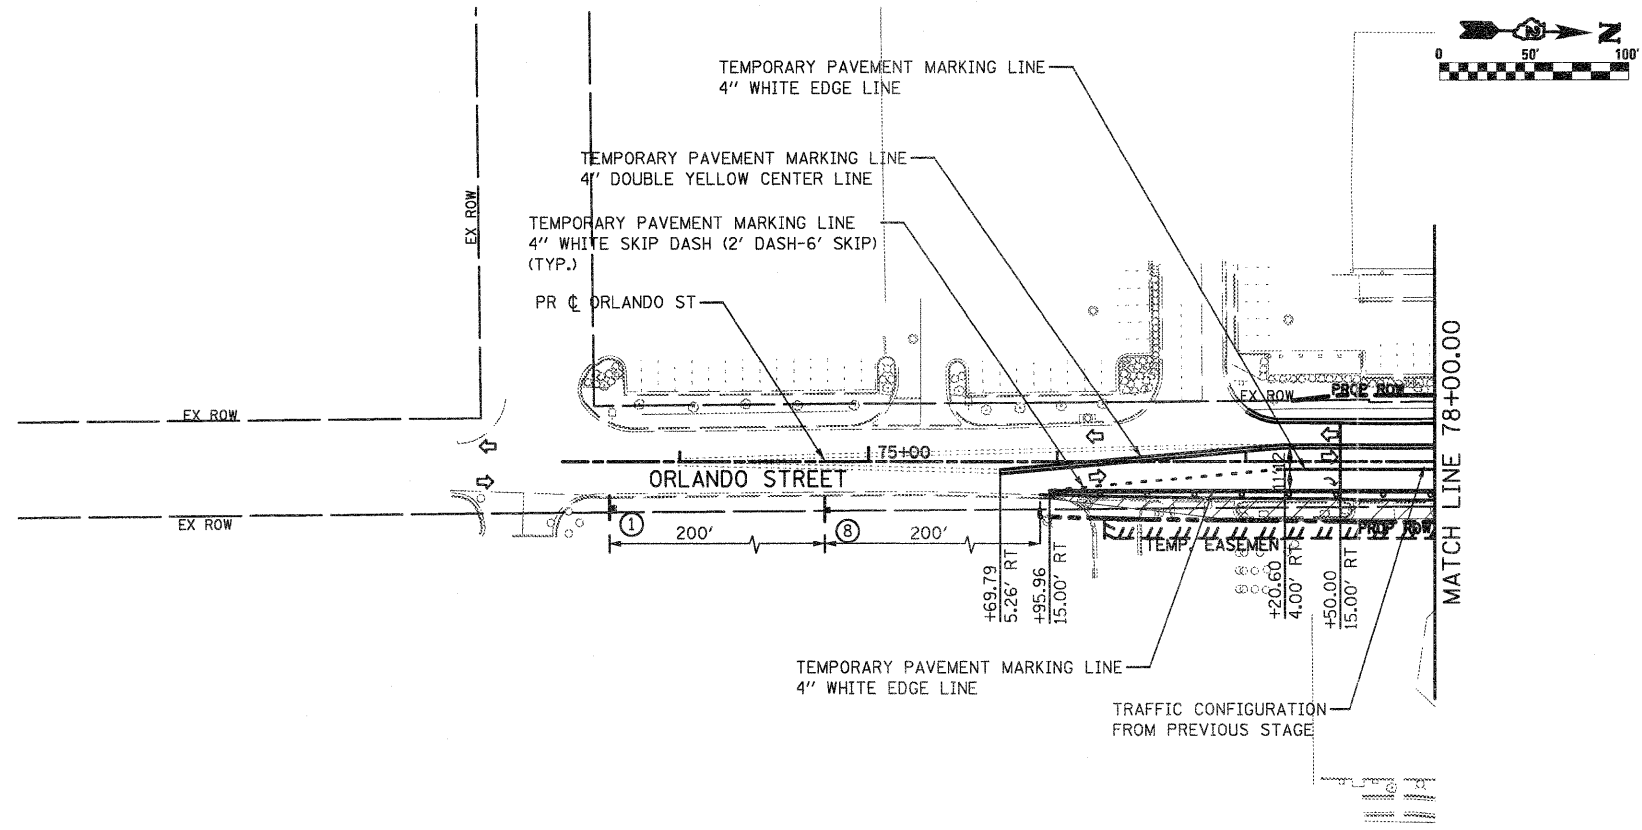 N
0 50' 100'
TEMPORARY PAVEMENT MARKING LINE
4" WHITE EDGE LINE
TEMPORARY PAVEMENT MARKING LINE
4" DOUBLE YELLOW CENTER LINE
TEMPORARY PAVEMENT MARKING LINE
4" WHITE SKIP DASH (2' DASH-6' SKIP)
(TYP.)
PR ℄ ORLANDO ST
EX ROW
EX ROW
EX ROW
EX ROW
PROP ROW
75+00
ORLANDO STREET
1
200'
8
200'
11'
12'
PROP ROW
TEMP. EASEMEN
+69.79
5.26' RT
+95.96
15.00' RT
+20.60
4.00' RT
+50.00
15.00' RT
MATCH LINE 78+00.00
TEMPORARY PAVEMENT MARKING LINE
4" WHITE EDGE LINE
TRAFFIC CONFIGURATION
FROM PREVIOUS STAGE